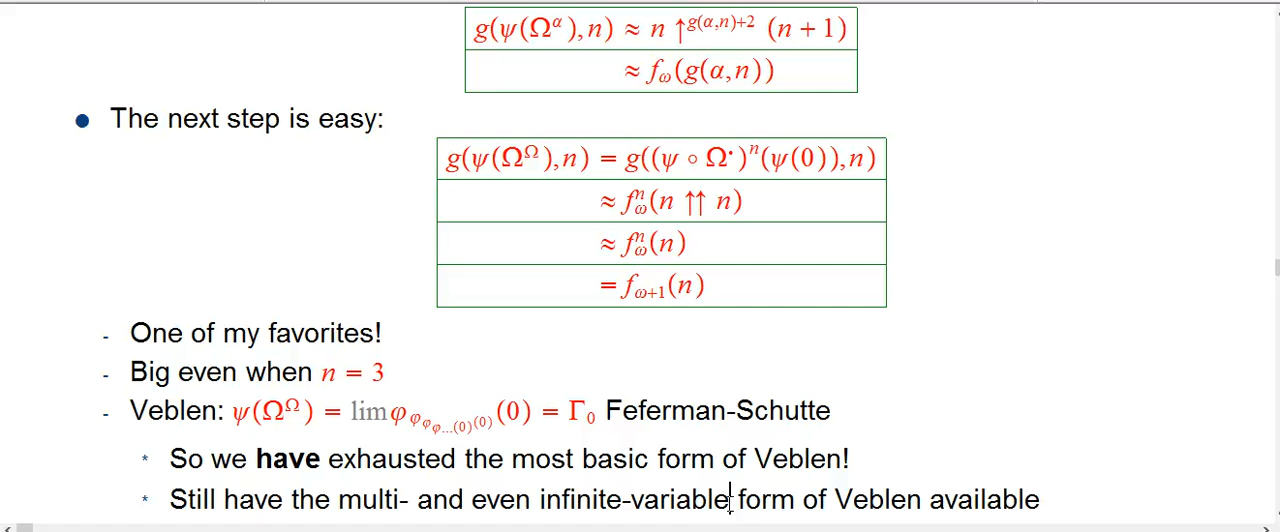 g(ψ(Ω^α),n) ≈ n ↑^{g(α,n)+2} (n + 1)
≈ f_ω(g(α,n))
● The next step is easy:
g(ψ(Ω^Ω),n) = g((ψ ∘ Ω^•)^n(ψ(0)),n)
≈ f_ω^n(n ↑↑ n)
≈ f_ω^n(n)
= f_{ω+1}(n)
- One of my favorites!
- Big even when n = 3
- Veblen: ψ(Ω^Ω) = lim φ_{φ_{φ_{φ...(0)}(0)}}(0) = Γ_0 Feferman-Schutte
* So we have exhausted the most basic form of Veblen!
* Still have the multi- and even infinite-variable form of Veblen available